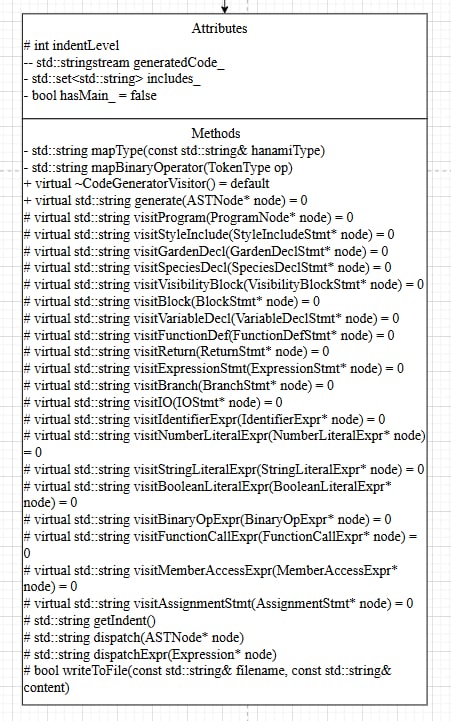 Attributes
# int indentLevel
-- std::stringstream generatedCode_
- std::set<std::string> includes_
- bool hasMain_ = false
Methods
- std::string mapType(const std::string& hanamiType)
- std::string mapBinaryOperator(TokenType op)
+ virtual ~CodeGeneratorVisitor() = default
+ virtual std::string generate(ASTNode* node) = 0
# virtual std::string visitProgram(ProgramNode* node) = 0
# virtual std::string visitStyleInclude(StyleIncludeStmt* node) = 0
# virtual std::string visitGardenDecl(GardenDeclStmt* node) = 0
# virtual std::string visitSpeciesDecl(SpeciesDeclStmt* node) = 0
# virtual std::string visitVisibilityBlock(VisibilityBlockStmt* node) = 0
# virtual std::string visitBlock(BlockStmt* node) = 0
# virtual std::string visitVariableDecl(VariableDeclStmt* node) = 0
# virtual std::string visitFunctionDef(FunctionDefStmt* node) = 0
# virtual std::string visitReturn(ReturnStmt* node) = 0
# virtual std::string visitExpressionStmt(ExpressionStmt* node) = 0
# virtual std::string visitBranch(BranchStmt* node) = 0
# virtual std::string visitIO(IOStmt* node) = 0
# virtual std::string visitIdentifierExpr(IdentifierExpr* node) = 0
# virtual std::string visitNumberLiteralExpr(NumberLiteralExpr* node)
= 0
# virtual std::string visitStringLiteralExpr(StringLiteralExpr* node) = 0
# virtual std::string visitBooleanLiteralExpr(BooleanLiteralExpr*
node) = 0
# virtual std::string visitBinaryOpExpr(BinaryOpExpr* node) = 0
# virtual std::string visitFunctionCallExpr(FunctionCallExpr* node) =
0
# virtual std::string visitMemberAccessExpr(MemberAccessExpr*
node) = 0
# virtual std::string visitAssignmentStmt(AssignmentStmt* node) = 0
# std::string getIndent()
# std::string dispatch(ASTNode* node)
# std::string dispatchExpr(Expression* node)
# bool writeToFile(const std::string& filename, const std::string&
content)